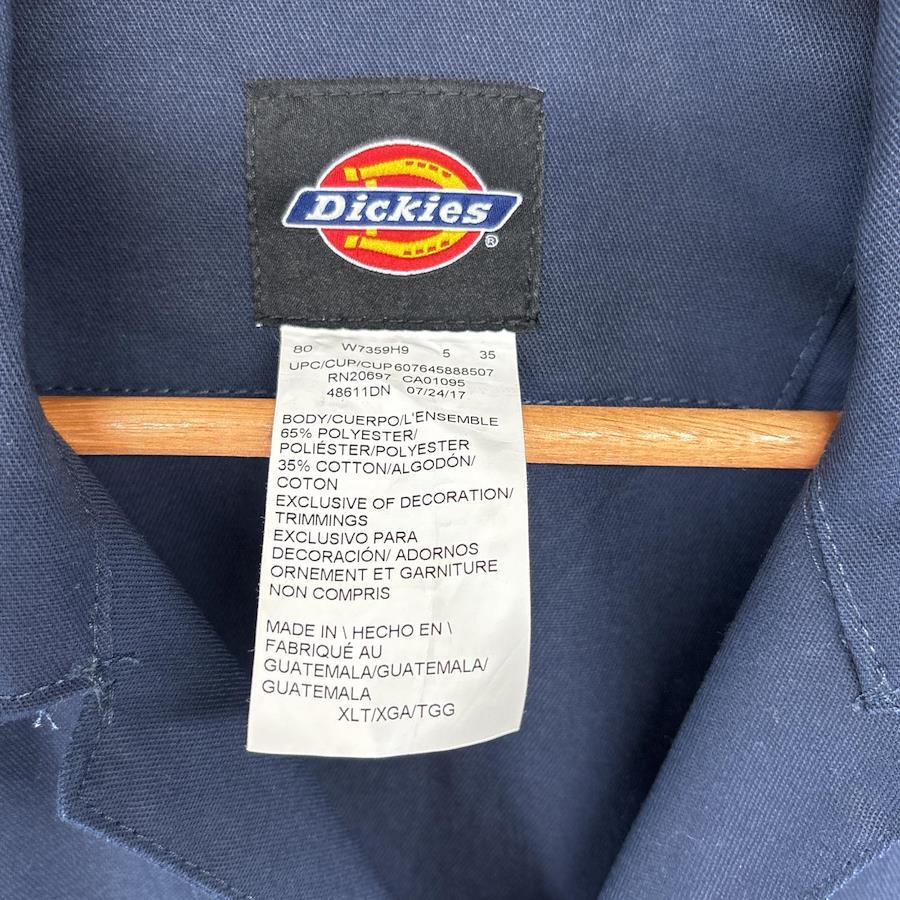 Dickies ®
80 W7359H9 5 35
UPC/CUP/CUP 607645888507
RN20697 CA01095
48611DN 07/24/17
BODY/CUERPO/L'ENSEMBLE
65% POLYESTER/
POLIÉSTER/POLYESTER
35% COTTON/ALGODÓN/
COTON
EXCLUSIVE OF DECORATION/
TRIMMINGS
EXCLUSIVO PARA
DECORACIÓN/ ADORNOS
ORNEMENT ET GARNITURE
NON COMPRIS
MADE IN \ HECHO EN \
FABRIQUÉ AU
GUATEMALA/GUATEMALA/
GUATEMALA
XLT/XGA/TGG